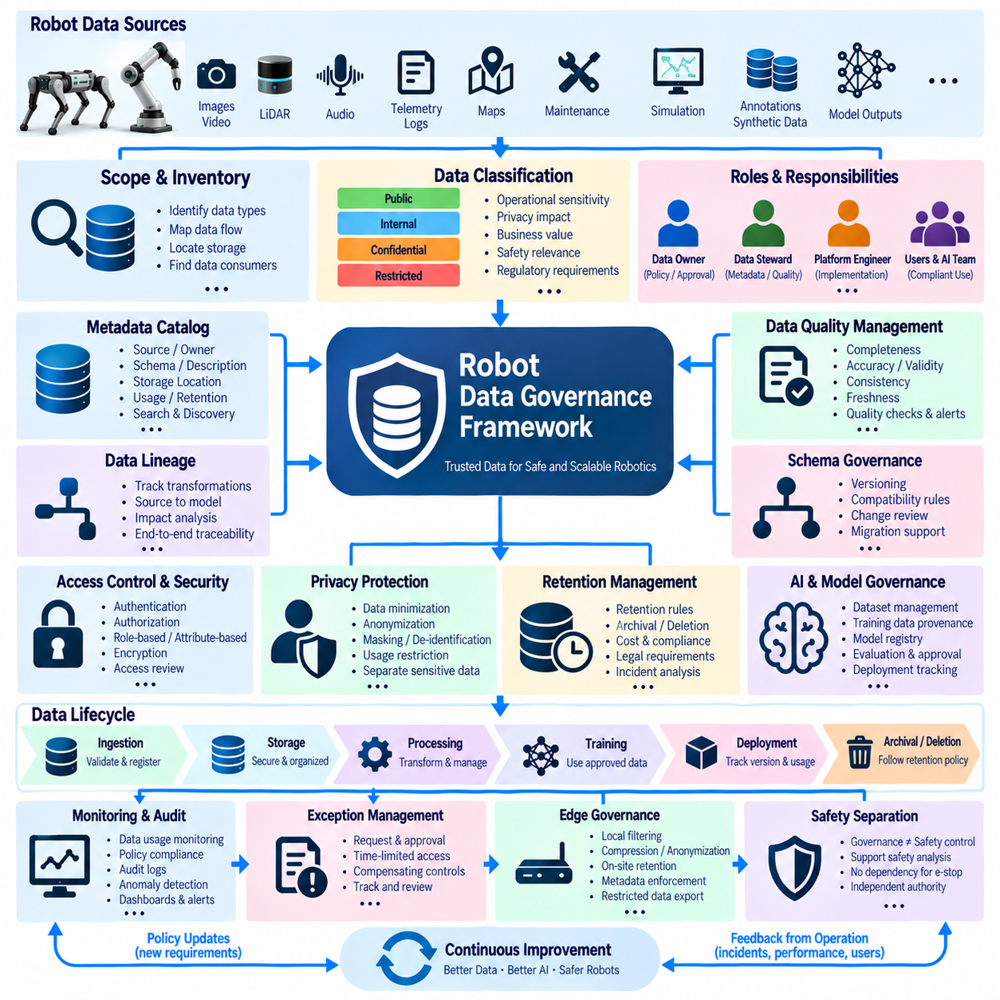 Robot Data Sources
Images
Video
LiDAR
Audio
Telemetry
Logs
Maps
Maintenance
Simulation
Annotations
Synthetic Data
Model Outputs
...
Scope & Inventory
• Identify data types
• Map data flow
• Locate storage
• Find data consumers
...
Data Classification
Public
Internal
Confidential
Restricted
• Operational sensitivity
• Privacy impact
• Business value
• Safety relevance
• Regulatory requirements
...
Roles & Responsibilities
Data Owner
(Policy / Approval)
Data Steward
(Metadata / Quality)
Platform Engineer
(Implementation)
Users & AI Team
(Compliant Use)
...
Metadata Catalog
• Source / Owner
• Schema / Description
• Storage Location
• Usage / Retention
• Search & Discovery
...
Robot
Data Governance
Framework
Trusted Data for Safe and Scalable Robotics
Data Quality Management
• Completeness
• Accuracy / Validity
• Consistency
• Freshness
• Quality checks & alerts
...
Data Lineage
• Track transformations
• Source to model
• Impact analysis
• End-to-end traceability
...
Schema Governance
• Versioning
• Compatibility rules
• Change review
• Migration support
...
Access Control & Security
• Authentication
• Authorization
• Role-based / Attribute-based
• Encryption
• Access review
...
Privacy Protection
• Data minimization
• Anonymization
• Masking / De-identification
• Usage restriction
• Separate sensitive data
...
Retention Management
• Retention rules
• Archival / Deletion
• Cost & compliance
• Legal requirements
• Incident analysis
...
AI & Model Governance
• Dataset management
• Training data provenance
• Model registry
• Evaluation & approval
• Deployment tracking
...
Data Lifecycle
Ingestion
Validate & register
Storage
Secure & organized
Processing
Transform & manage
Training
Use approved data
Deployment
Track version & usage
Archival / Deletion
Follow retention policy
Monitoring & Audit
• Data usage monitoring
• Policy compliance
• Audit logs
• Anomaly detection
• Dashboards & alerts
...
Exception Management
• Request & approval
• Time-limited access
• Compensating controls
• Track and review
...
Edge Governance
• Local filtering
• Compression / Anonymization
• On-site retention
• Metadata enforcement
• Restricted data export
...
Safety Separation
• Governance ≠ Safety control
• Support safety analysis
• No dependency for e-stop
• Independent authority
...
Policy Updates
(new requirements)
Continuous Improvement
Better Data · Better AI · Safer Robots
Feedback from Operation
(incidents, performance, users)